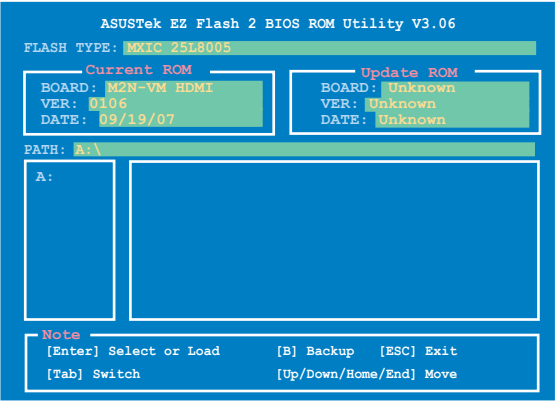 ASUSTek EZ Flash 2 BIOS ROM Utility V3.06
FLASH TYPE: MXIC 25L8005
Current ROM
BOARD: M2N-VM HDMI
VER: 0106
DATE: 09/19/07
Update ROM
BOARD: Unknown
VER: Unknown
DATE: Unknown
PATH: A:\
A:
Note
[Enter] Select or Load [B] Backup [ESC] Exit
[Tab] Switch [Up/Down/Home/End] Move